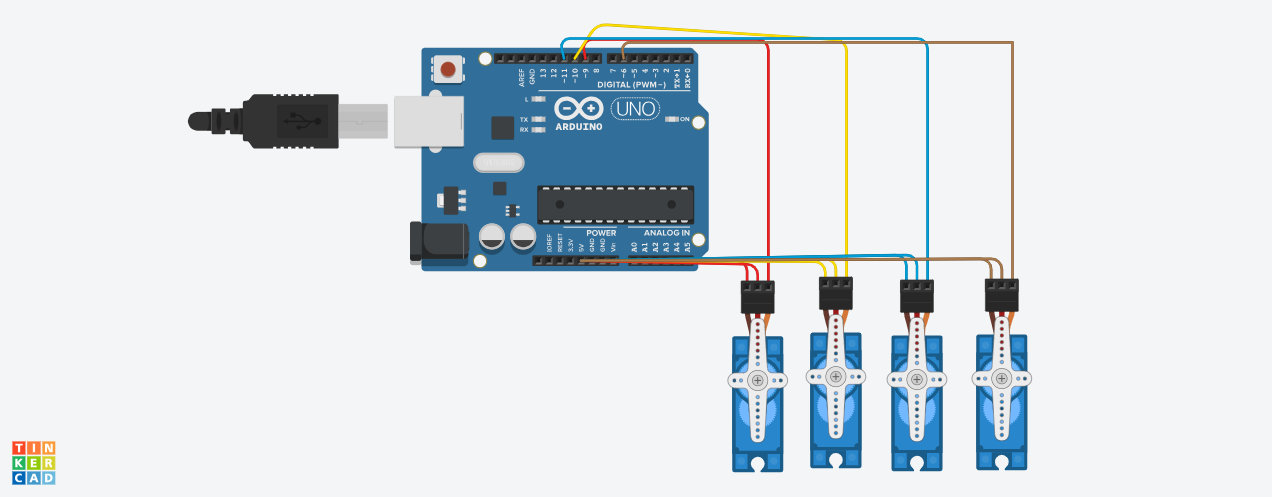 AREF
GND
13
12
~11
~10
~9
8
7
~6
~5
4
~3
2
TX→1
RX←0
DIGITAL (PWM~)
L
TX
RX
UNO
ARDUINO
ON
POWER
ANALOG IN
IOREF
RESET
3.3V
5V
GND
GND
Vin
A0
A1
A2
A3
A4
A5
TIN
KER
CAD